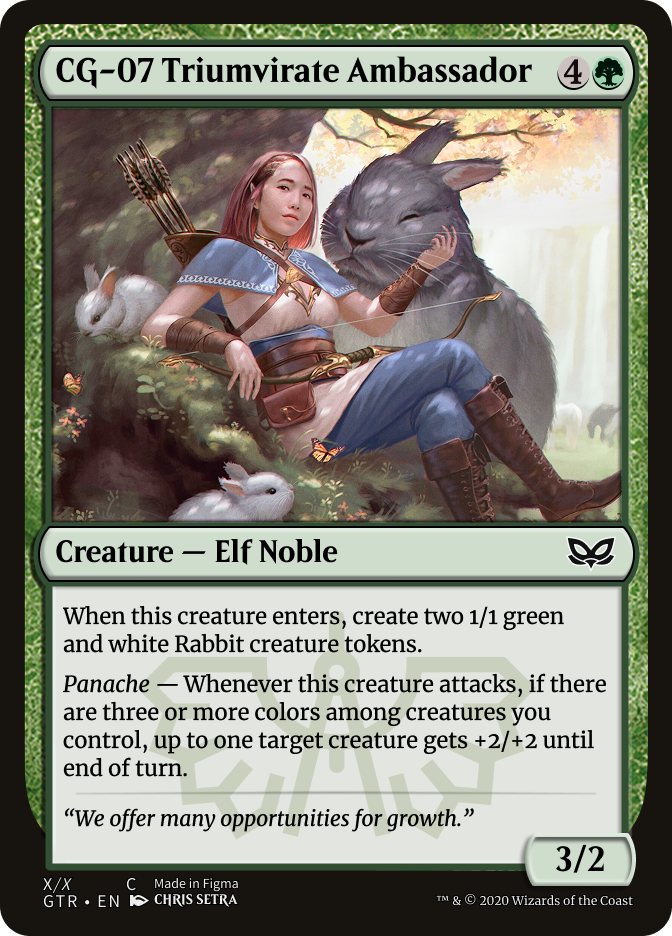 CG-07 Triumvirate Ambassador 4
Creature — Elf Noble
When this creature enters, create two 1/1 green
and white Rabbit creature tokens.
Panache — Whenever this creature attacks, if there
are three or more colors among creatures you
control, up to one target creature gets +2/+2 until
end of turn.
“We offer many opportunities for growth.”
3/2
X/X C Made in Figma
GTR • EN CHRIS SETRA
™ & © 2020 Wizards of the Coast